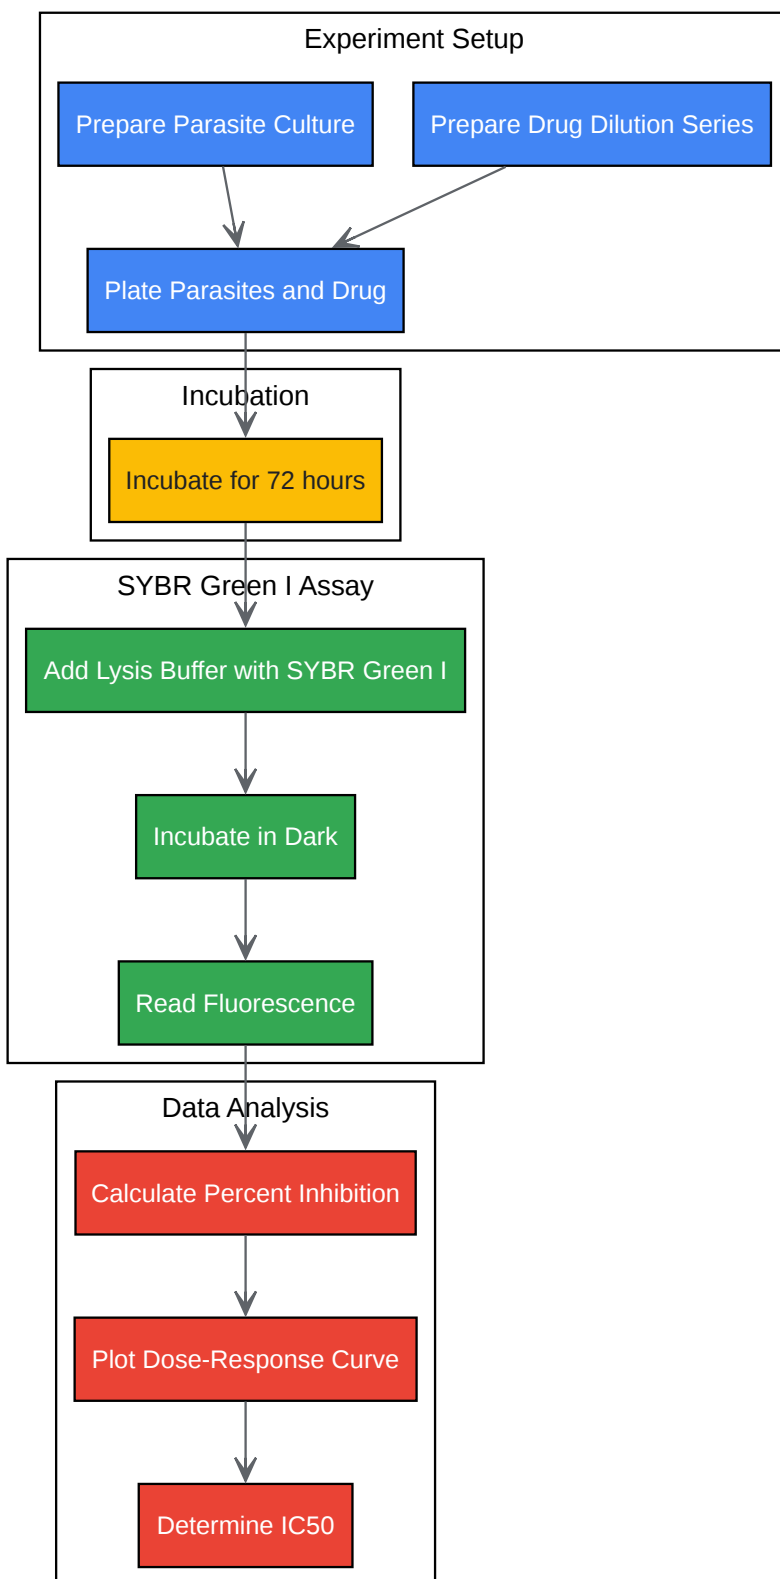 Experiment Setup
Prepare Parasite Culture
Prepare Drug Dilution Series
Plate Parasites and Drug
Incubation
Incubate for 72 hours
SYBR Green I Assay
Add Lysis Buffer with SYBR Green I
Incubate in Dark
Read Fluorescence
Data Analysis
Calculate Percent Inhibition
Plot Dose-Response Curve
Determine IC50